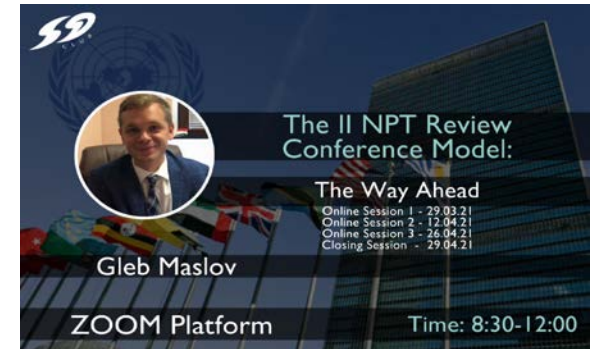 CLUB
The II NPT Review
Conference Model:
The Way Ahead
Online Session 1 - 29.03.21
Online Session 2 - 12.04.21
Online Session 3 - 26.04.21
Closing Session - 29.04.21
Gleb Maslov
ZOOM Platform
Time: 8:30-12:00